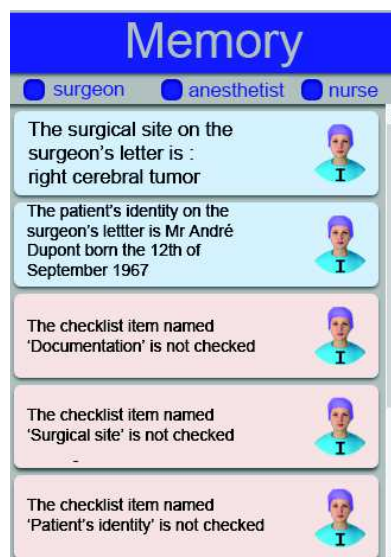 Memory
surgeon anesthetist nurse
The surgical site on the
surgeon's letter is :
right cerebral tumor
I
The patient's identity on the
surgeon's lettter is Mr André
Dupont born the 12th of
September 1967
I
The checklist item named
'Documentation' is not checked
I
The checklist item named
'Surgical site' is not checked
-
I
The checklist item named
'Patient's identity' is not checked
I